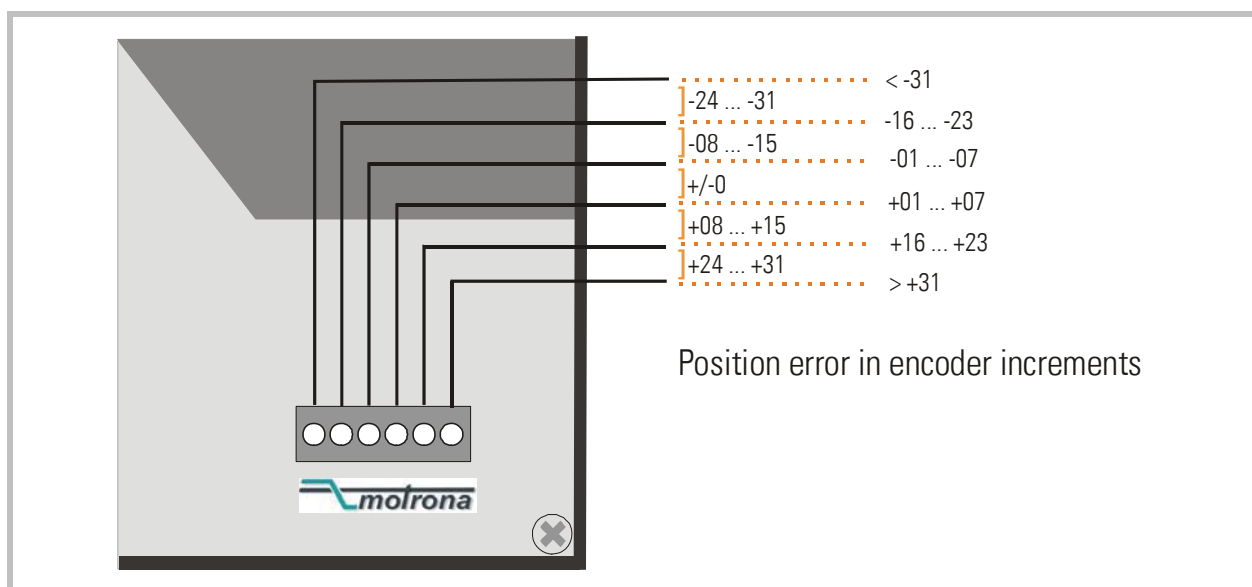 < -31
-24 ... -31
-16 ... -23
-08 ... -15
-01 ... -07
+/-0
+01 ... +07
+08 ... +15
+16 ... +23
+24 ... +31
> +31
Position error in encoder increments
motrona